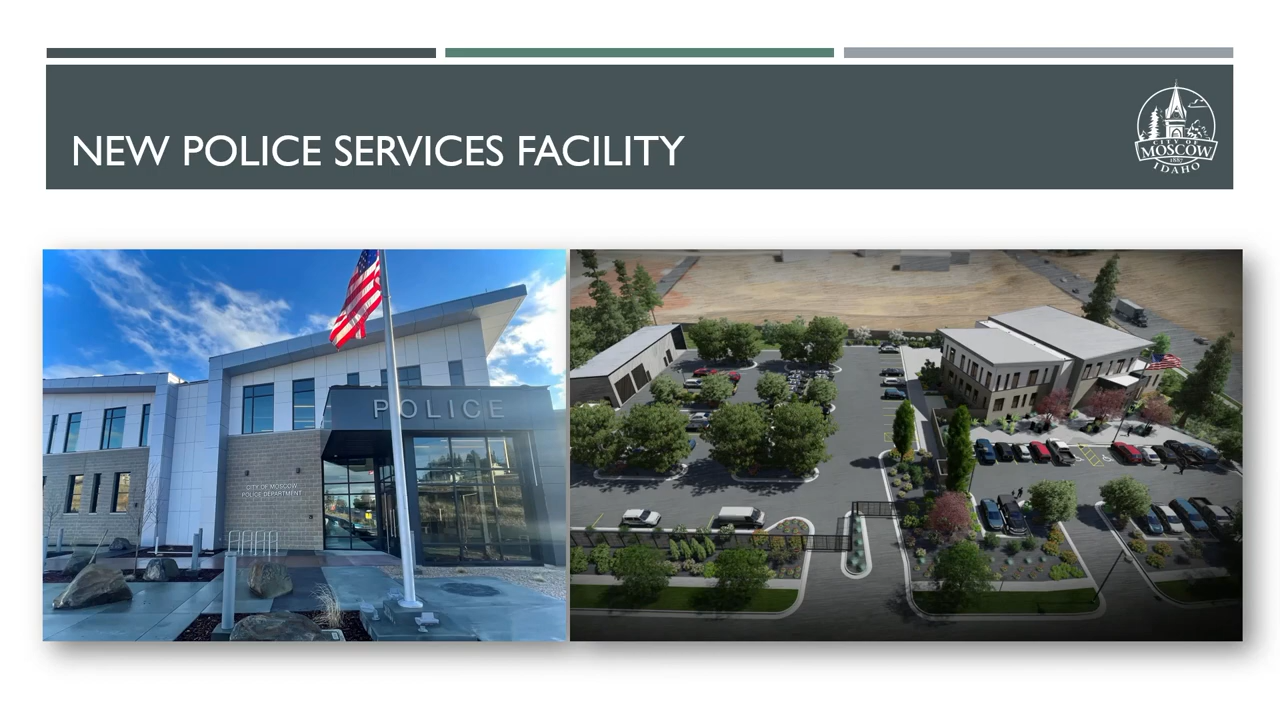 NEW POLICE SERVICES FACILITY
CITY OF
MOSCOW
1887
IDAHO
POLICE
CITY OF MOSCOW
POLICE DEPARTMENT